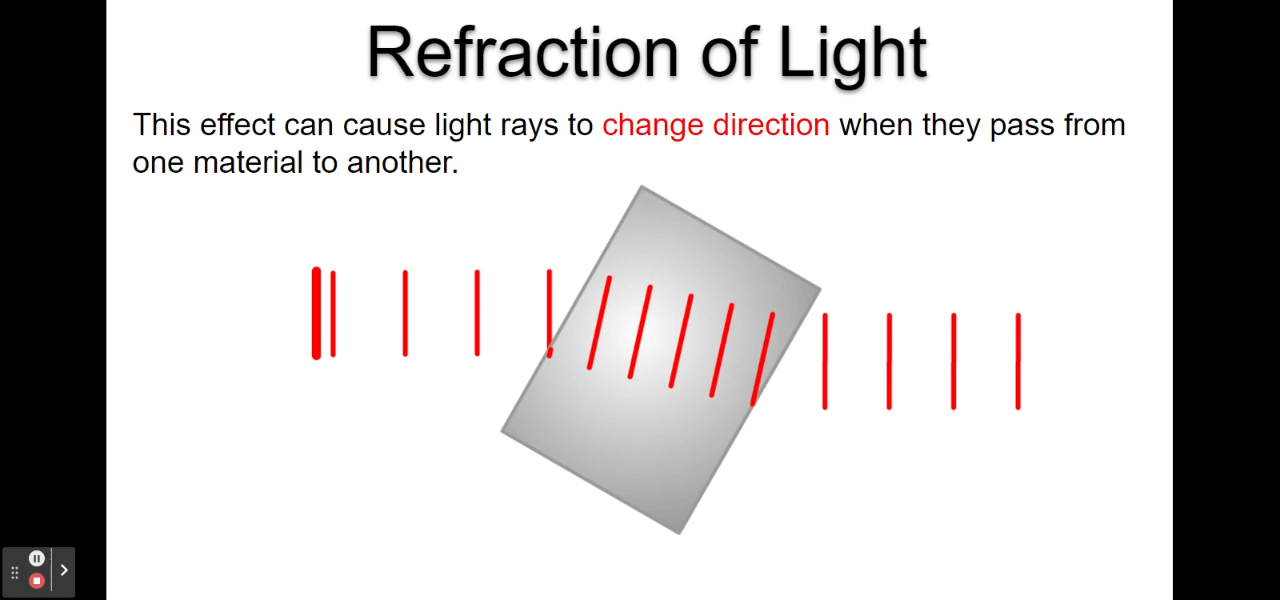 Refraction of Light
This effect can cause light rays to change direction when they pass from
one material to another.